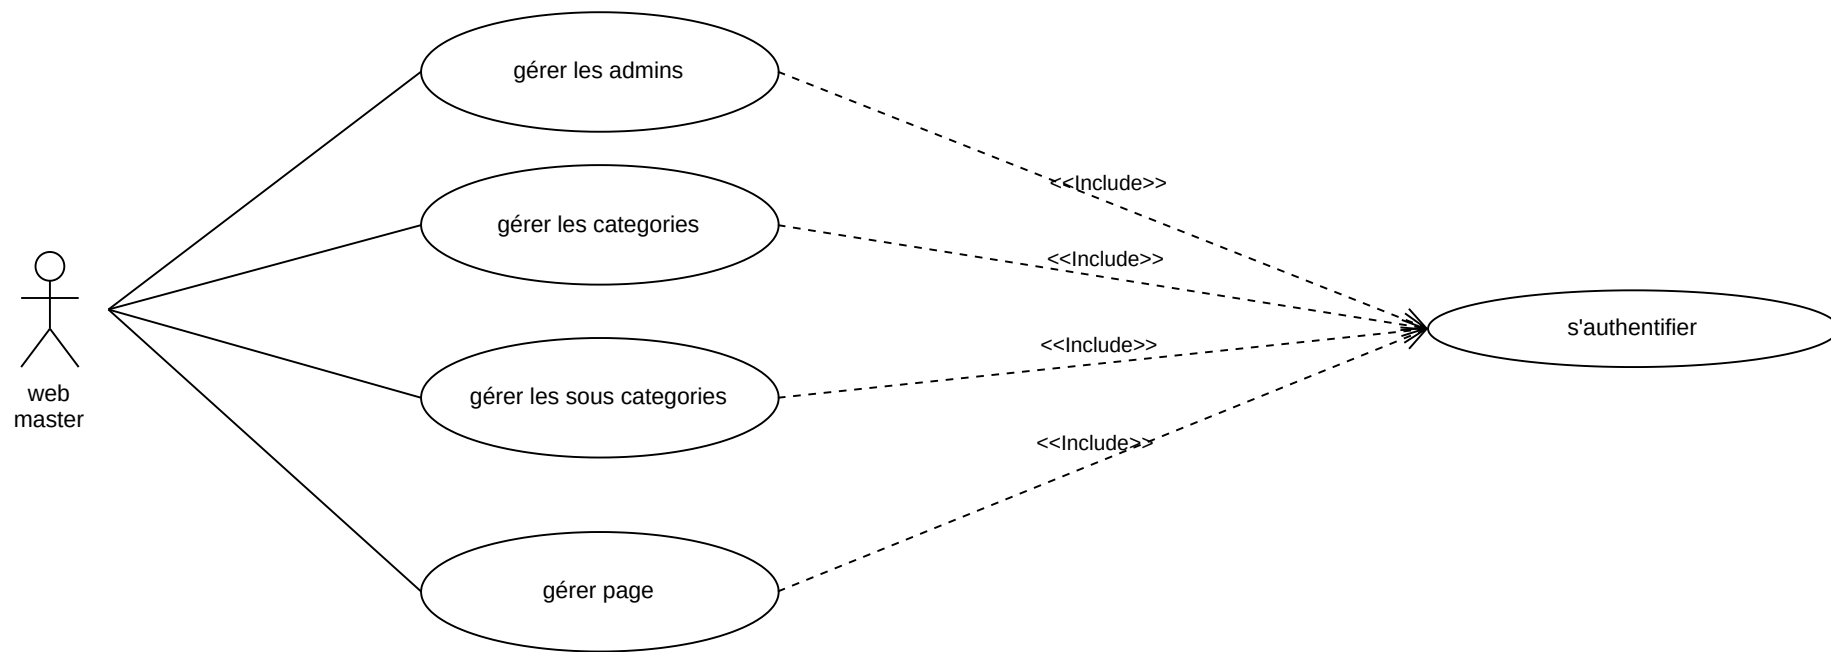 gérer les admins
<<Include>>
gérer les categories
<<Include>>
s'authentifier
<<Include>>
web
master
gérer les sous categories
<<Include>>
gérer page